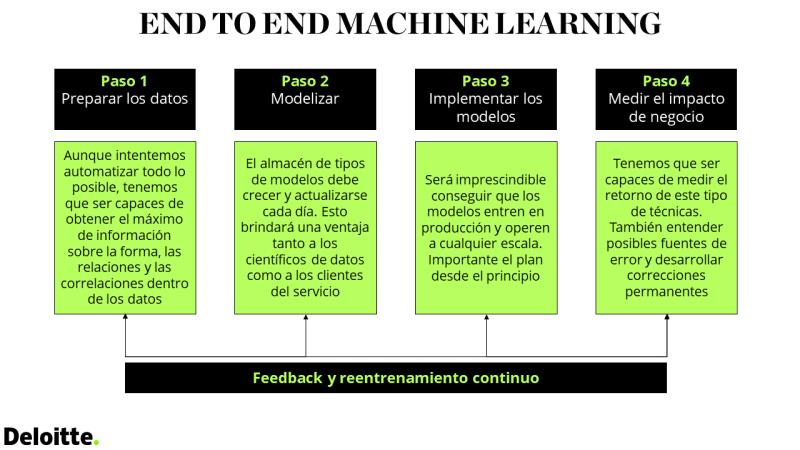 END TO END MACHINE LEARNING
Paso 1
Preparar los datos
Aunque intentemos
automatizar todo lo
posible, tenemos
que ser capaces de
obtener el máximo
de información
sobre la forma, las
relaciones y las
correlaciones dentro
de los datos
Paso 2
Modelizar
El almacén de tipos
de modelos debe
crecer y actualizarse
cada día. Esto
brindará una ventaja
tanto a los
científicos de datos
como a los clientes
del servicio
Paso 3
Implementar los
modelos
Será imprescindible
conseguir que los
modelos entren en
producción y operen
a cualquier escala.
Importante el plan
desde el principio
Paso 4
Medir el impacto
de negocio
Tenemos que ser
capaces de medir el
retorno de este tipo
de técnicas.
También entender
posibles fuentes de
error y desarrollar
correcciones
permanentes
Feedback y reentrenamiento continuo
Deloitte.